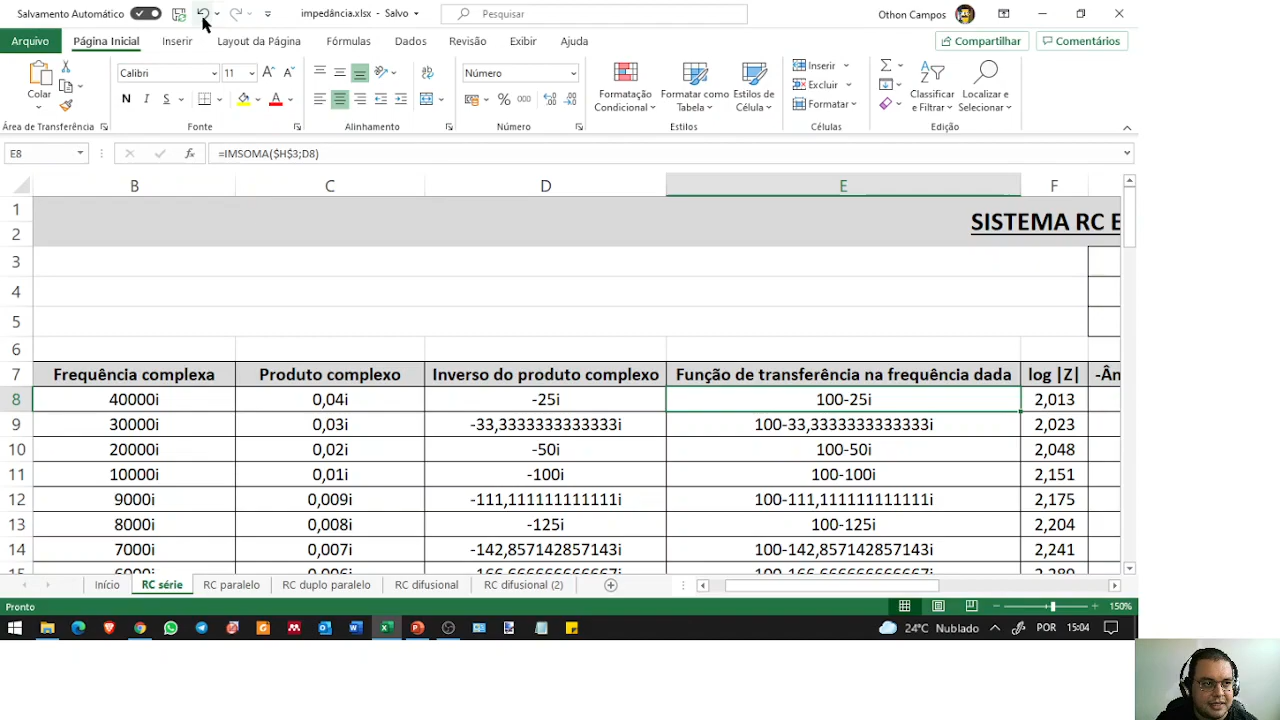 Salvamento Automático
impedância.xlsx - Salvo
Pesquisar
Othon Campos
Arquivo
Página Inicial
Inserir
Layout da Página
Fórmulas
Dados
Revisão
Exibir
Ajuda
Compartilhar
Comentários
Colar
Calibri
11
N I S
Número
% 000
Formatação Condicional
Formatar como Tabela
Estilos de Célula
Inserir
Excluir
Formatar
Classificar e Filtrar
Localizar e Selecionar
Área de Transferência
Fonte
Alinhamento
Número
Estilos
Células
Edição
E8
fx
=IMSOMA($H$3;D8)
B C D E F
1
SISTEMA RC E
2
3
4
5
6
7 Frequência complexa Produto complexo Inverso do produto complexo Função de transferência na frequência dada log |Z| -Ân
8 40000i 0,04i -25i 100-25i 2,013
9 30000i 0,03i -33,3333333333333i 100-33,3333333333333i 2,023
10 20000i 0,02i -50i 100-50i 2,048
11 10000i 0,01i -100i 100-100i 2,151
12 9000i 0,009i -111,111111111111i 100-111,111111111111i 2,175
13 8000i 0,008i -125i 100-125i 2,204
14 7000i 0,007i -142,857142857143i 100-142,857142857143i 2,241
Início
RC série
RC paralelo
RC duplo paralelo
RC difusional
RC difusional (2)
Pronto
150%
24°C Nublado
POR
15:04